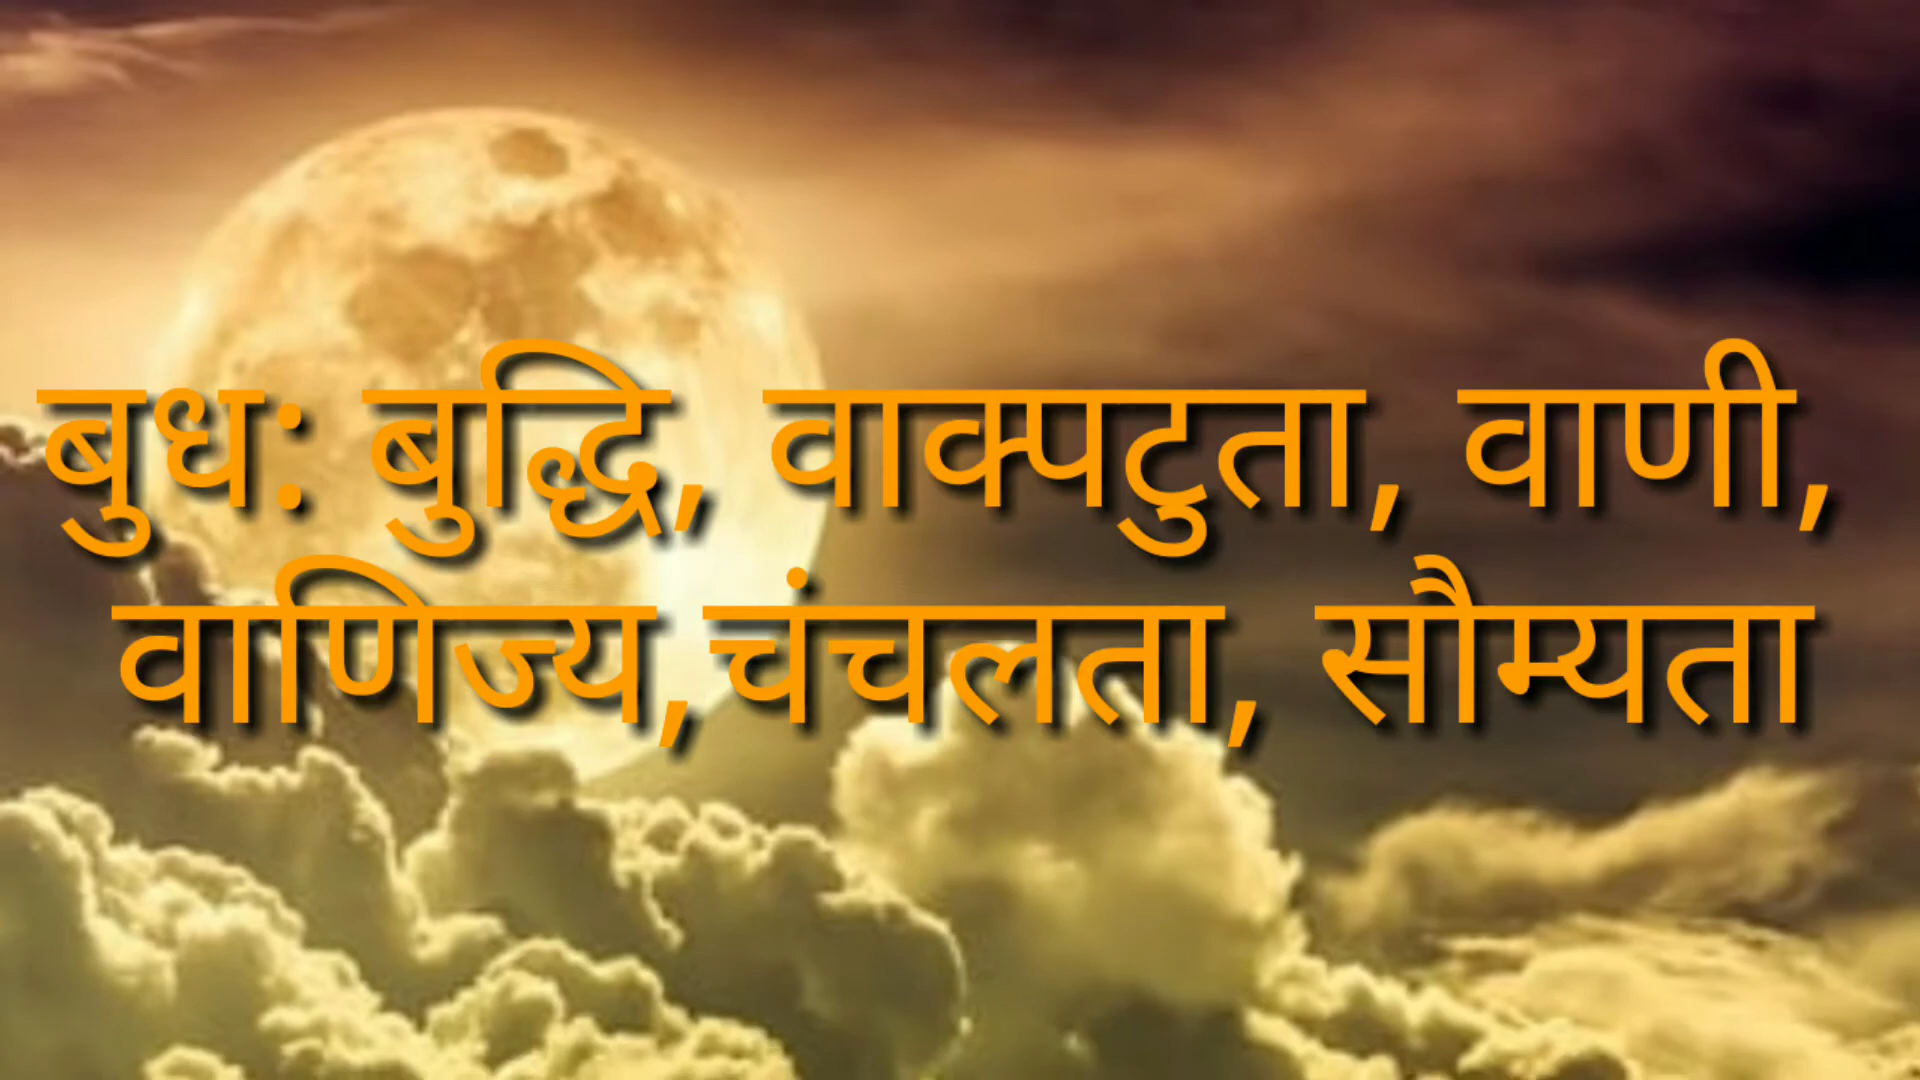 बुध: बुद्धि, वाक्पटुता, वाणी,
वाणिज्य,चंचलता, सौम्यता